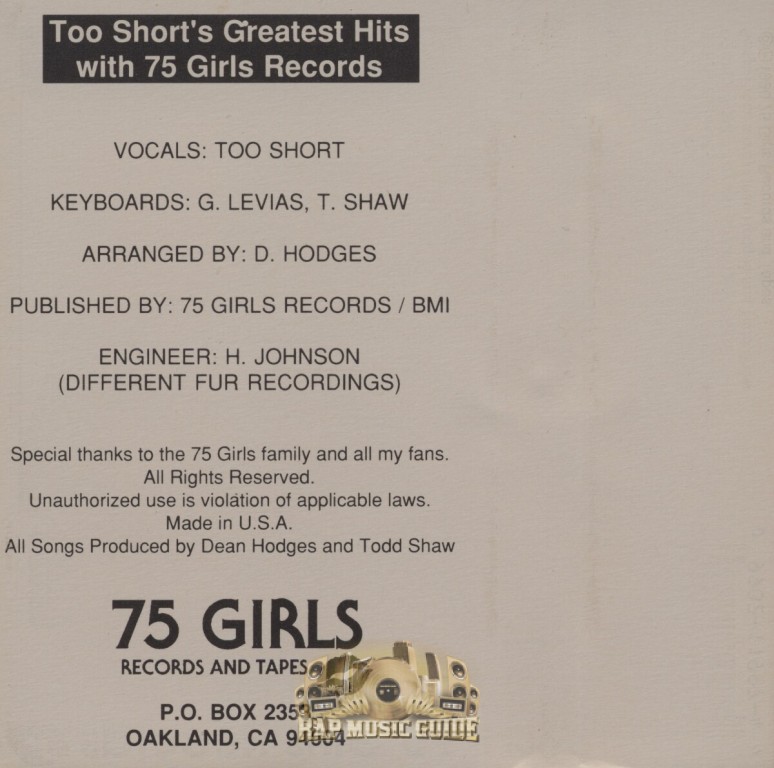 Too Short's Greatest Hits
with 75 Girls Records
VOCALS: TOO SHORT
KEYBOARDS: G. LEVIAS, T. SHAW
ARRANGED BY: D. HODGES
PUBLISHED BY: 75 GIRLS RECORDS / BMI
ENGINEER: H. JOHNSON
(DIFFERENT FUR RECORDINGS)
Special thanks to the 75 Girls family and all my fans.
All Rights Reserved.
Unauthorized use is violation of applicable laws.
Made in U.S.A.
All Songs Produced by Dean Hodges and Todd Shaw
75 GIRLS
RECORDS AND TAPES
P.O. BOX
OAKLAND, CA
RAP MUSIC GUIDE